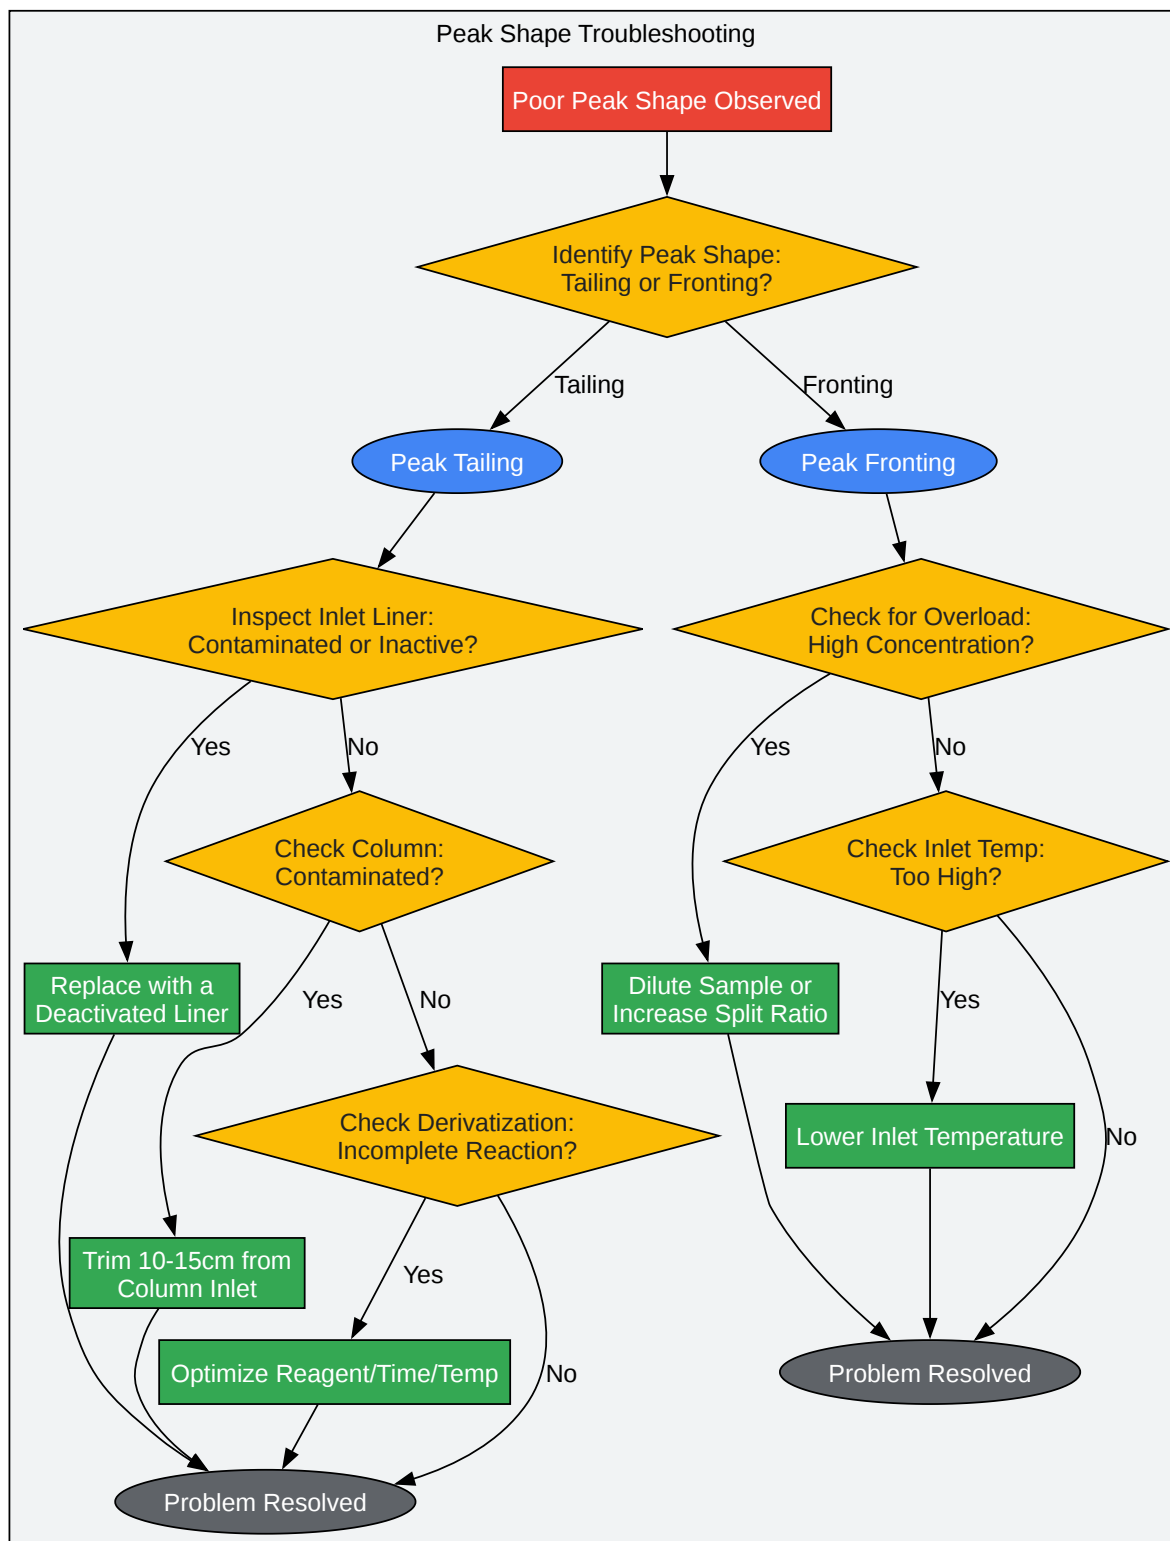 Peak Shape Troubleshooting
Poor Peak Shape Observed
Identify Peak Shape:
Tailing or Fronting?
Tailing
Fronting
Peak Tailing
Peak Fronting
Inspect Inlet Liner:
Contaminated or Inactive?
Check for Overload:
High Concentration?
Yes
No
Yes
No
Check Column:
Contaminated?
Check Inlet Temp:
Too High?
Replace with a
Deactivated Liner
Yes
No
Dilute Sample or
Increase Split Ratio
Yes
Check Derivatization:
Incomplete Reaction?
Lower Inlet Temperature
No
Trim 10-15cm from
Column Inlet
Yes
Optimize Reagent/Time/Temp
No
Problem Resolved
Problem Resolved